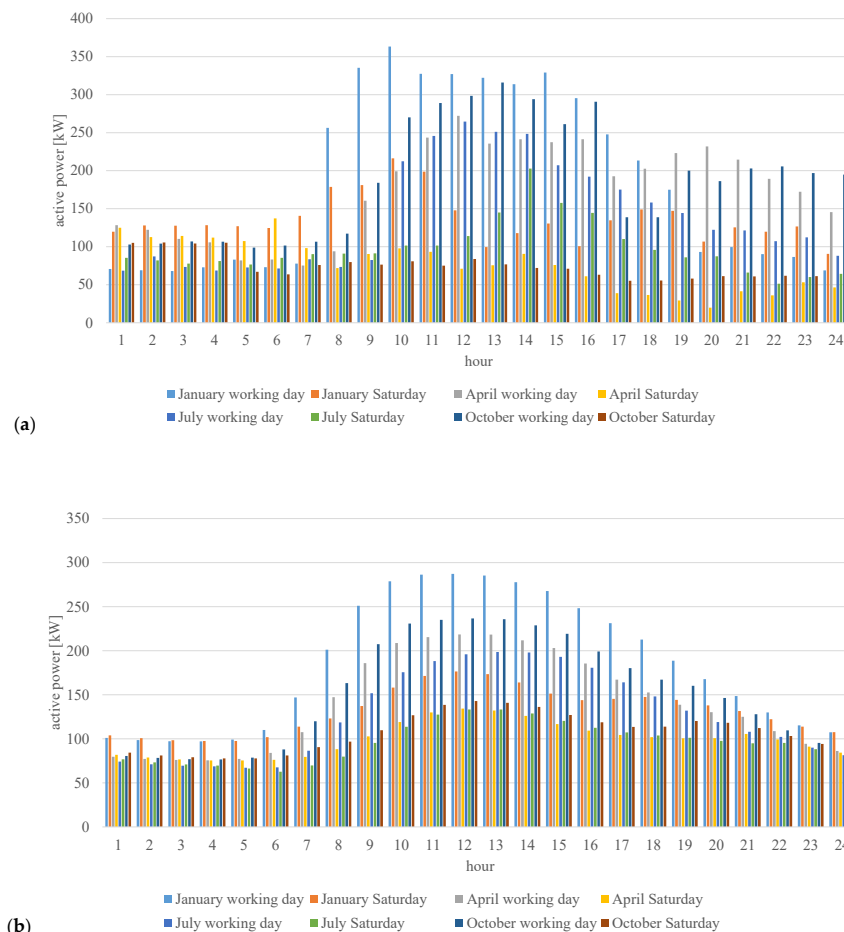 400
350
300
250
200
150
100
50
0
active power [kW]
1 2 3 4 5 6 7 8 9 10 11 12 13 14 15 16 17 18 19 20 21 22 23 24
hour
January working day January Saturday April working day April Saturday
July working day July Saturday October working day October Saturday
(a)
350
300
250
200
150
100
50
0
active power [kW]
1 2 3 4 5 6 7 8 9 10 11 12 13 14 15 16 17 18 19 20 21 22 23 24
hour
January working day January Saturday April working day April Saturday
July working day July Saturday October working day October Saturday
(b)